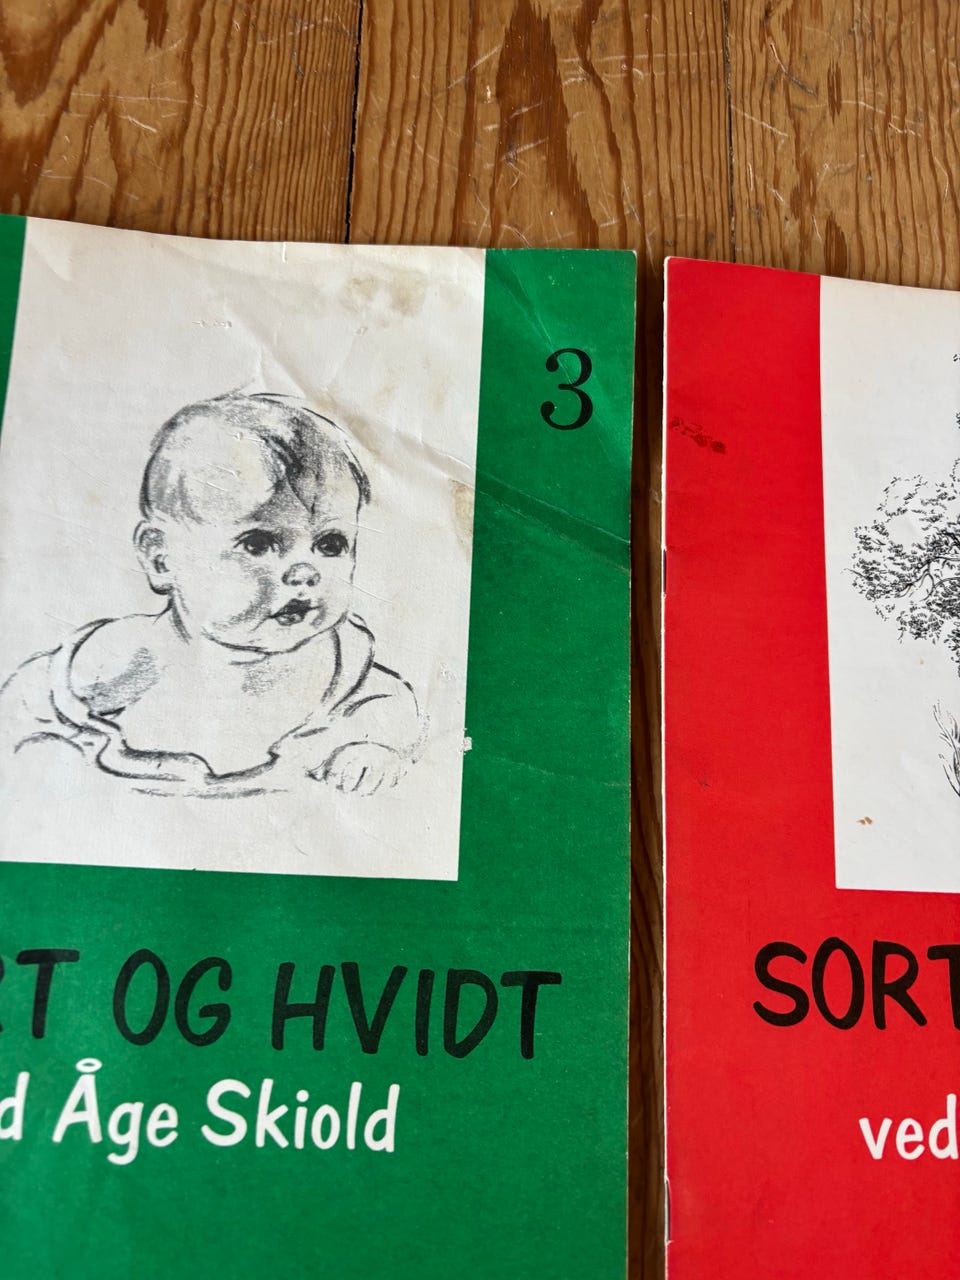 3
RT OG HVIDT
d Åge Skiold
SORT
ved